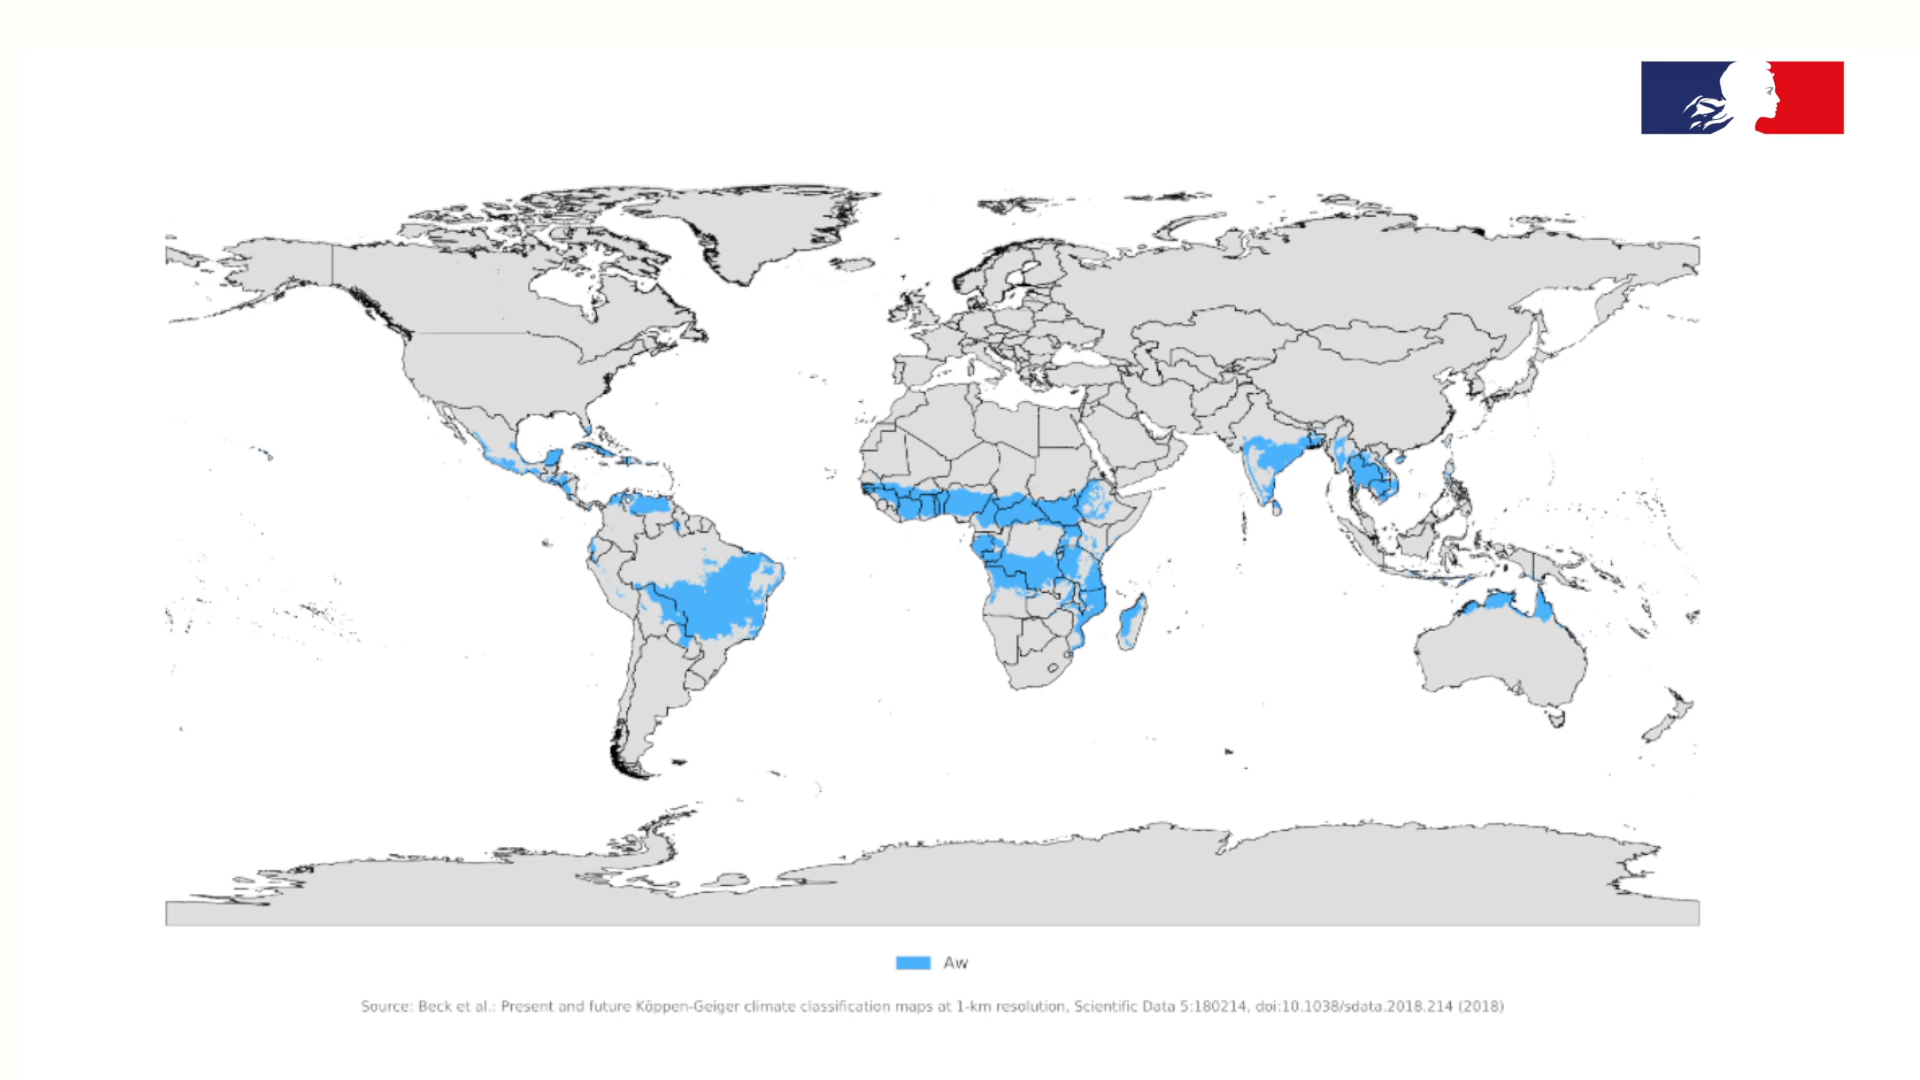 Aw
Source: Beck et al.: Present and future Köppen-Geiger climate classification maps at 1-km resolution, Scientific Data 5:180214, doi:10.1038/sdata.2018.214 (2018)